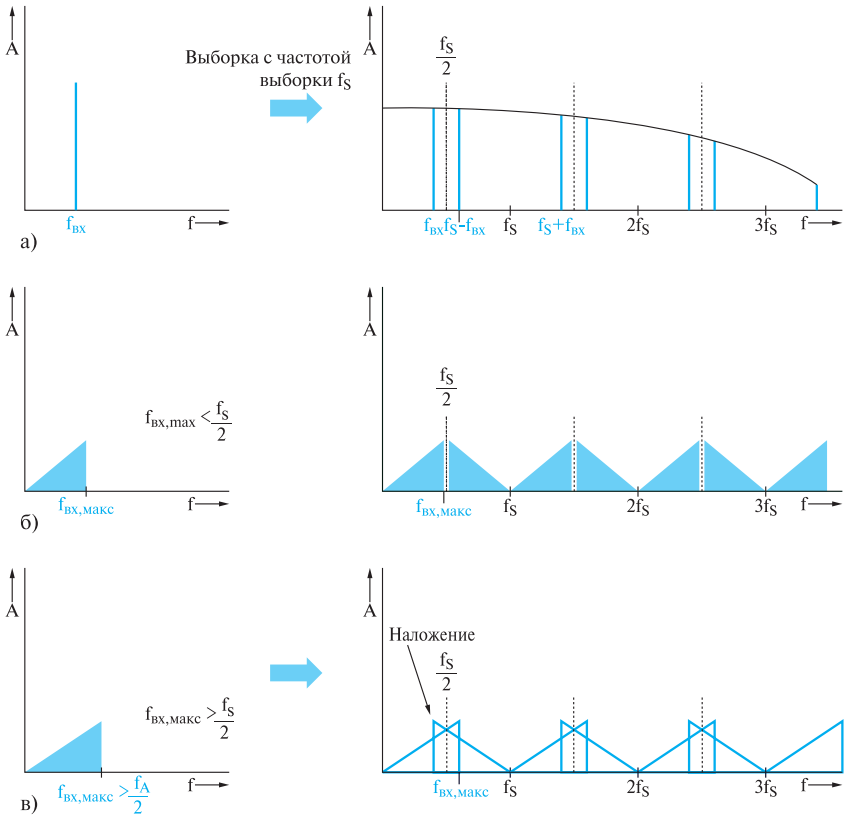 A
Выборка с частотой
выборки fS
fвх
f
а)
A
fS
2
fвх
fS-fвх
fS
fS+fвх
2fS
3fS
f
A
fвх,max < fS
2
fвх,макс
f
б)
A
fS
2
fвх,макс
fS
2fS
3fS
f
A
fвх,макс > fS
2
fвх,макс > fA
2
f
в)
A
Наложение
fS
2
fвх,макс
fS
2fS
3fS
f